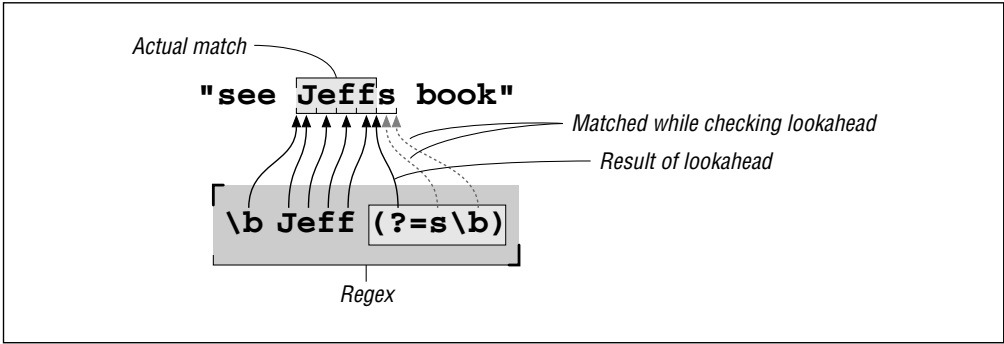 Actual match
"see Jeffs book"
Matched while checking lookahead
Result of lookahead
\b Jeff (?=s\b)
Regex